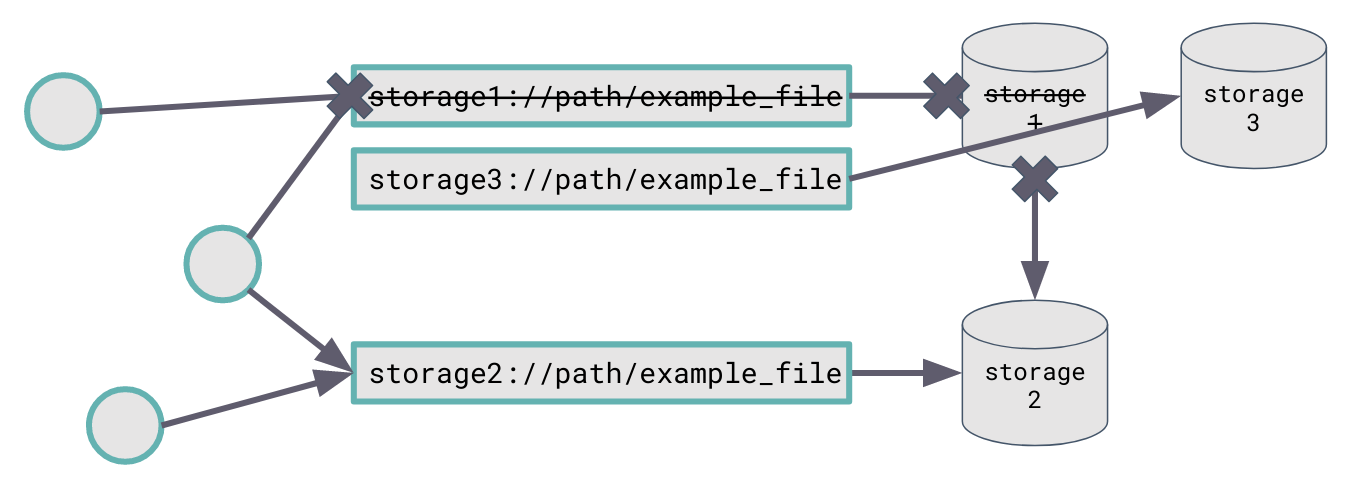 storage1://path/example_file
storage
1
storage
3
storage3://path/example_file
storage2://path/example_file
storage
2